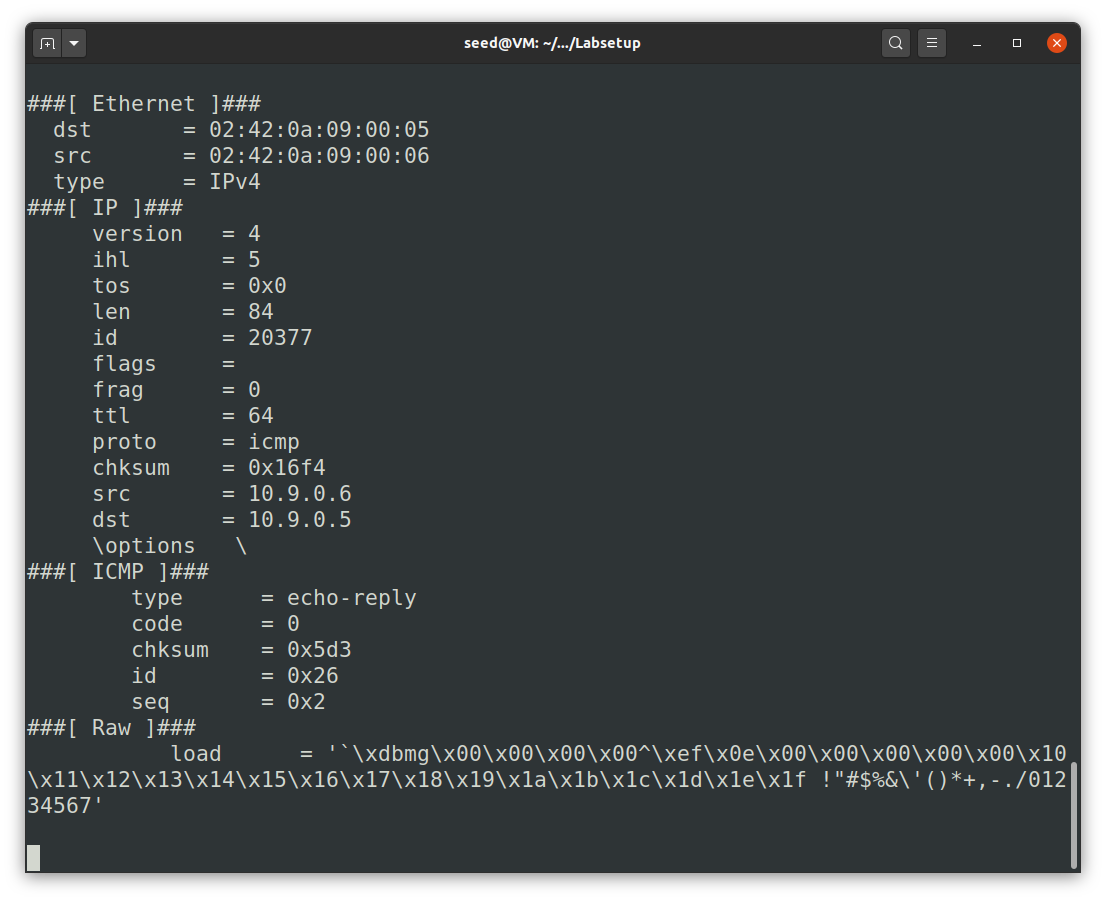 seed@VM: ~/.../Labsetup
###[ Ethernet ]###
  dst       = 02:42:0a:09:00:05
  src       = 02:42:0a:09:00:06
  type      = IPv4
###[ IP ]###
     version   = 4
     ihl       = 5
     tos       = 0x0
     len       = 84
     id        = 20377
     flags     =
     frag      = 0
     ttl       = 64
     proto     = icmp
     chksum    = 0x16f4
     src       = 10.9.0.6
     dst       = 10.9.0.5
     \options   \
###[ ICMP ]###
        type      = echo-reply
        code      = 0
        chksum    = 0x5d3
        id        = 0x26
        seq       = 0x2
###[ Raw ]###
           load      = '`\xdbmg\x00\x00\x00\x00^\xef\x0e\x00\x00\x00\x00\x00\x10
\x11\x12\x13\x14\x15\x16\x17\x18\x19\x1a\x1b\x1c\x1d\x1e\x1f !"#$%&\'()*+,-./012
34567'